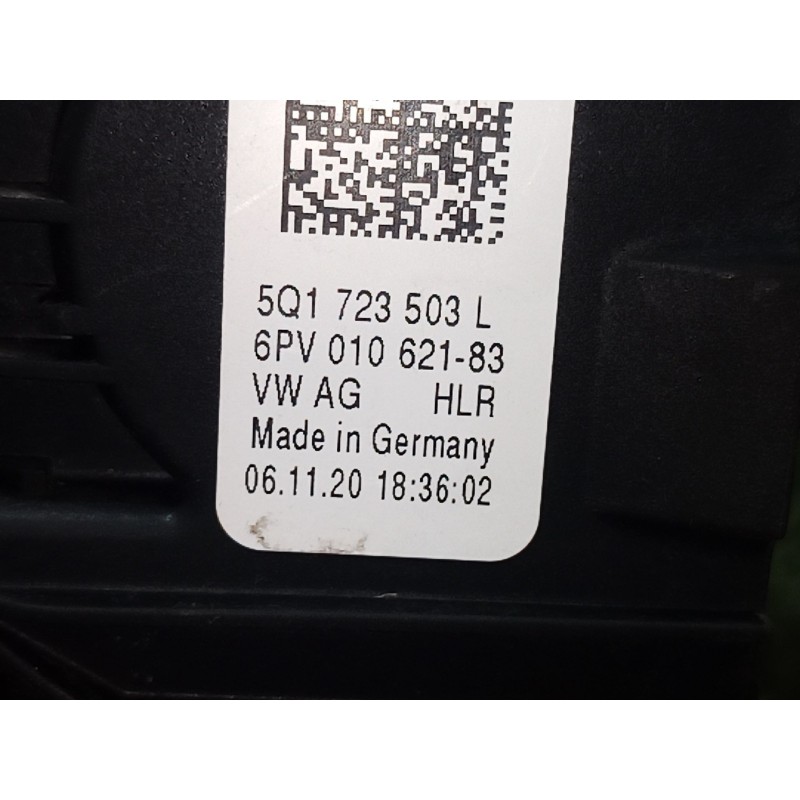 5Q1 723 503 L
6PV 010 621-83
VW AG HLR
Made in Germany
06.11.20 18:36:02